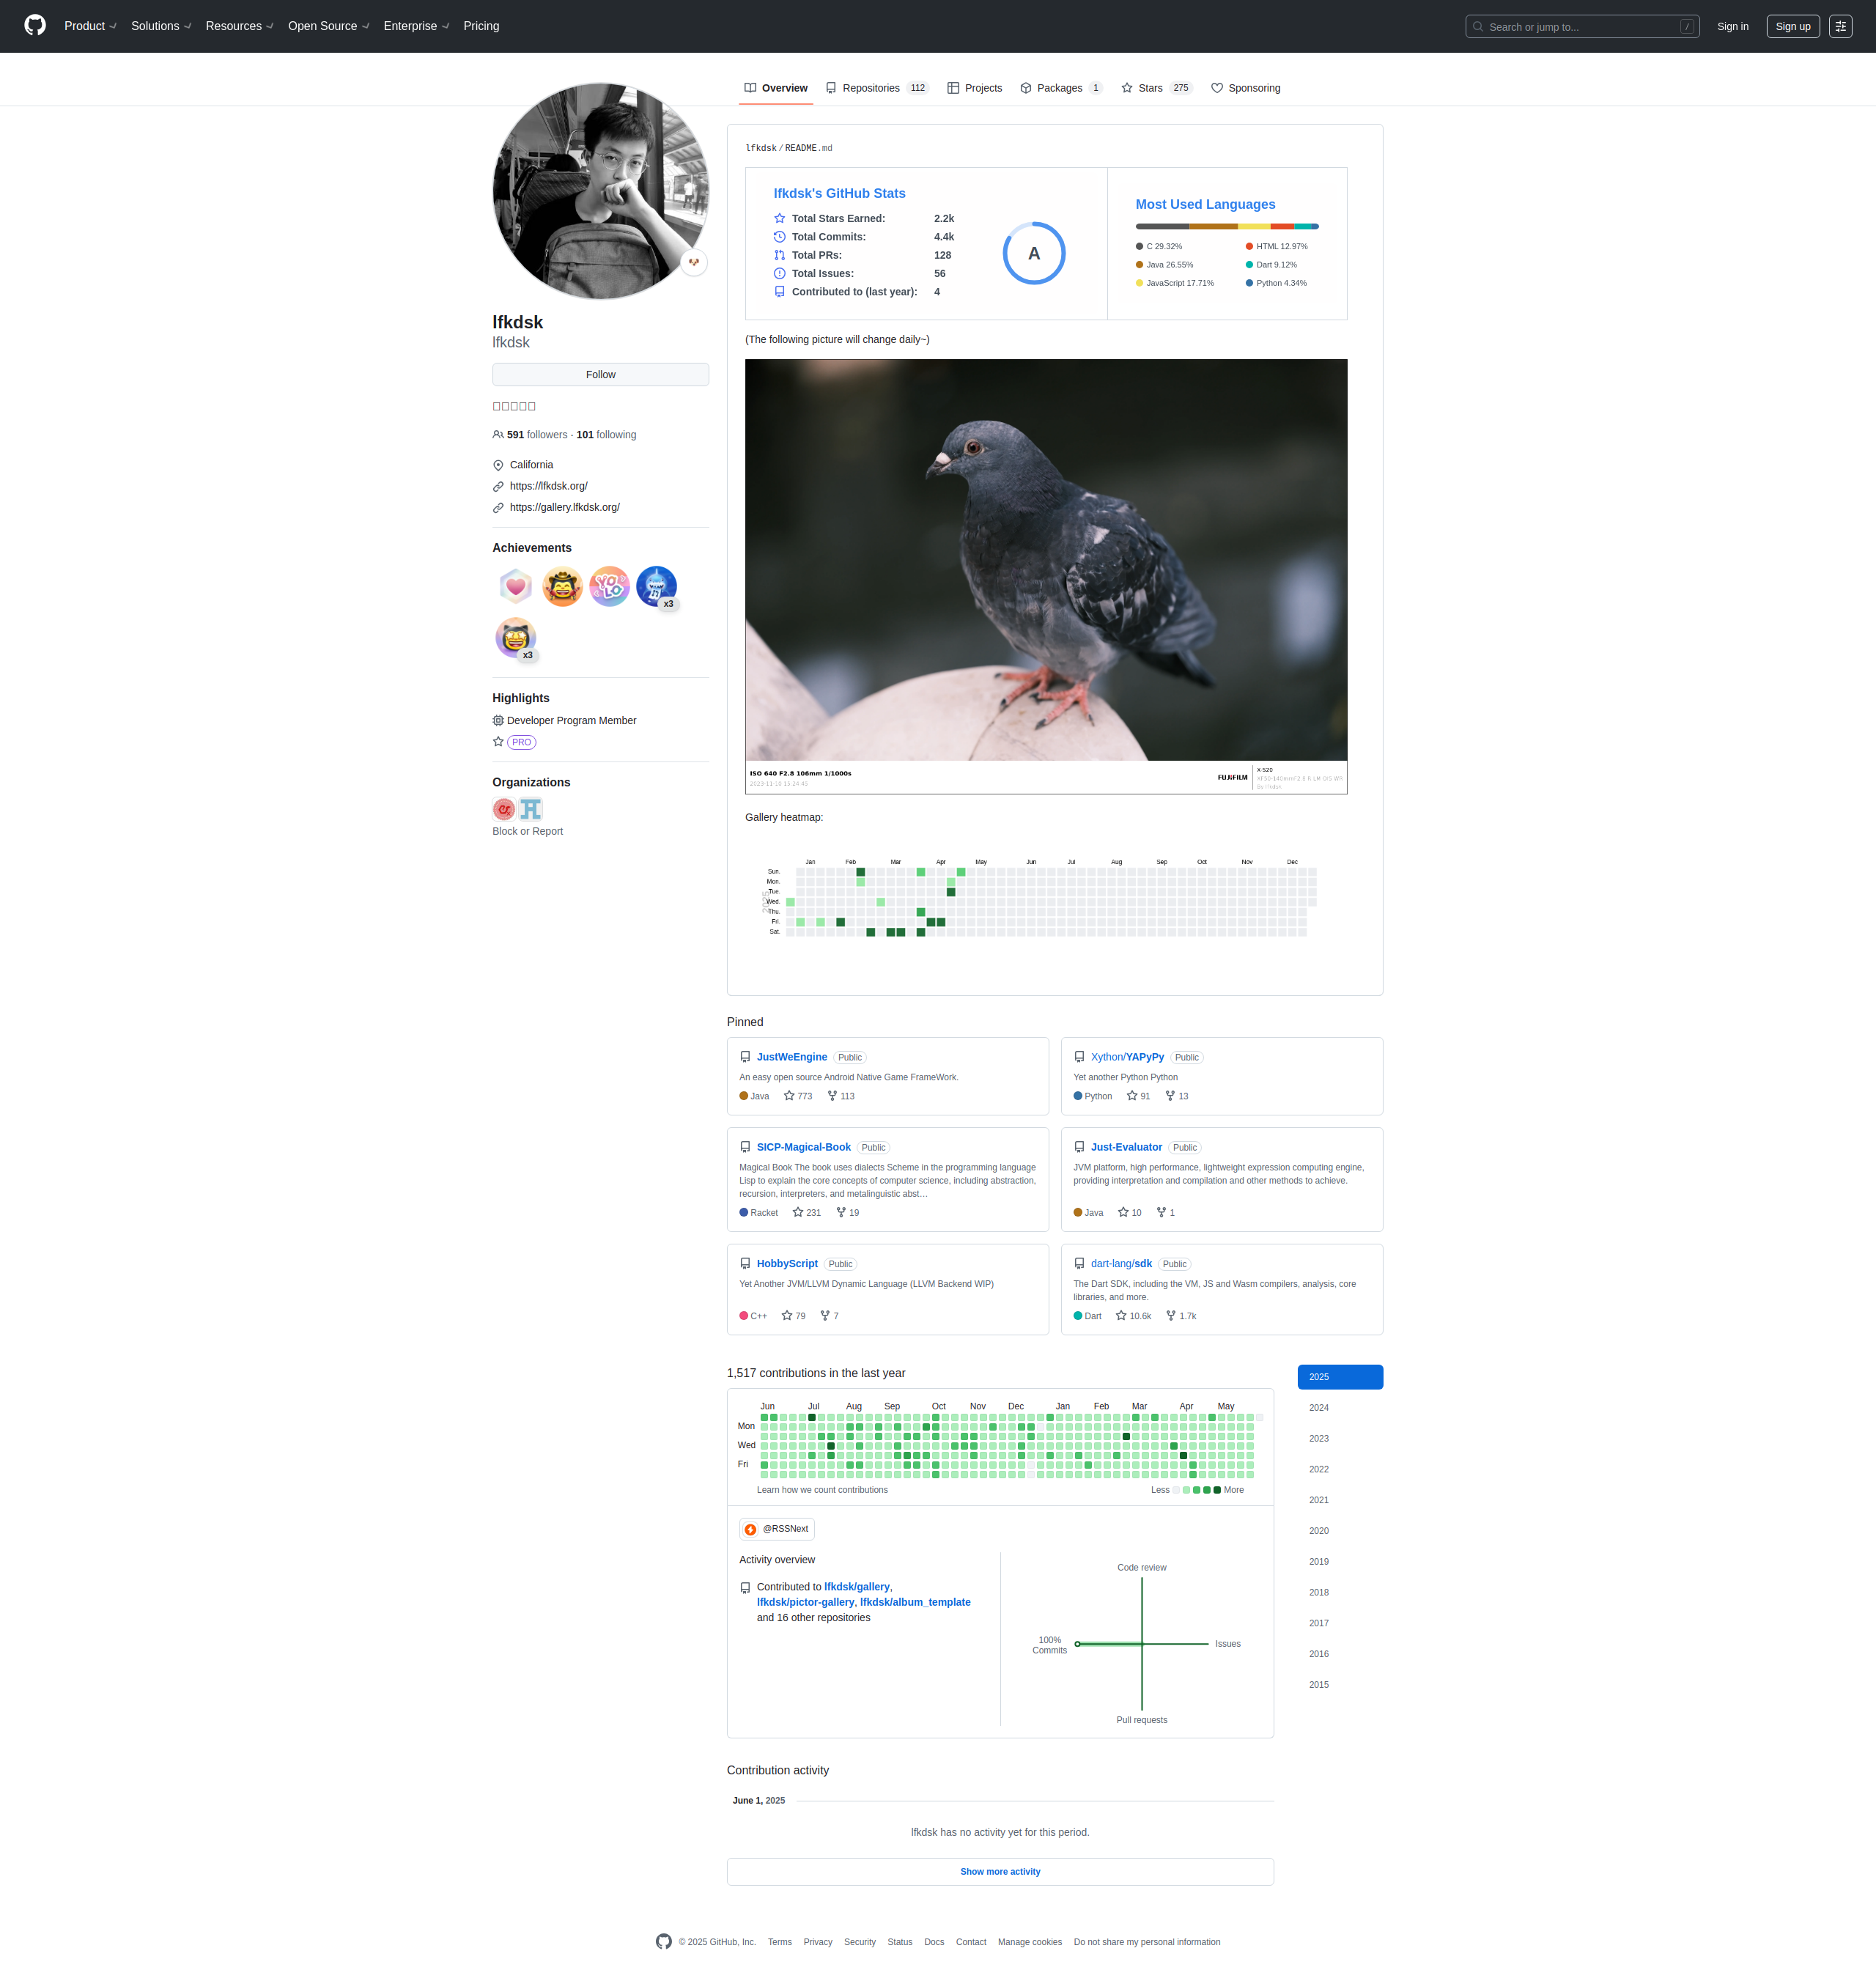 Product Solutions Resources Open Source Enterprise Pricing
Search or jump to... /
Sign in
Sign up
Overview
Repositories 112
Projects
Packages 1
Stars 275
Sponsoring
lfkdsk
lfkdsk
Follow
591 followers · 101 following
California
https://lfkdsk.org/
https://gallery.lfkdsk.org/
Achievements
YOLO
x3
x3
Highlights
Developer Program Member
PRO
Organizations
Block or Report
lfkdsk/README.md
lfkdsk's GitHub Stats
Total Stars Earned: 2.2k
Total Commits: 4.4k
Total PRs: 128
Total Issues: 56
Contributed to (last year): 4
A
Most Used Languages
C 29.32%
HTML 12.97%
Java 26.55%
Dart 9.12%
JavaScript 17.71%
Python 4.34%
(The following picture will change daily~)
ISO 640 F2.8 106mm 1/1000s
FUJIFILM
Gallery heatmap:
Jan Feb Mar Apr May Jun Jul Aug Sep Oct Nov Dec
2025
Sun.
Mon.
Tue.
Wed.
Thu.
Fri.
Sat.
Pinned
JustWeEngine Public
An easy open source Android Native Game FrameWork.
Java 773 113
Xython/YAPyPy Public
Yet another Python Python
Python 91 13
SICP-Magical-Book Public
Magical Book The book uses dialects Scheme in the programming language
Lisp to explain the core concepts of computer science, including abstraction,
recursion, interpreters, and metalinguistic abst…
Racket 231 19
Just-Evaluator Public
JVM platform, high performance, lightweight expression computing engine,
providing interpretation and compilation and other methods to achieve.
Java 10 1
HobbyScript Public
Yet Another JVM/LLVM Dynamic Language (LLVM Backend WIP)
C++ 79 7
dart-lang/sdk Public
The Dart SDK, including the VM, JS and Wasm compilers, analysis, core
libraries, and more.
Dart 10.6k 1.7k
1,517 contributions in the last year
Jun Jul Aug Sep Oct Nov Dec Jan Feb Mar Apr May
Mon
Wed
Fri
Learn how we count contributions
Less More
@RSSNext
Activity overview
Contributed to lfkdsk/gallery,
lfkdsk/pictor-gallery, lfkdsk/album_template
and 16 other repositories
Code review
100%
Commits
Issues
Pull requests
2025
2024
2023
2022
2021
2020
2019
2018
2017
2016
2015
Contribution activity
June 1, 2025
lfkdsk has no activity yet for this period.
Show more activity
© 2025 GitHub, Inc. Terms Privacy Security Status Docs Contact Manage cookies Do not share my personal information